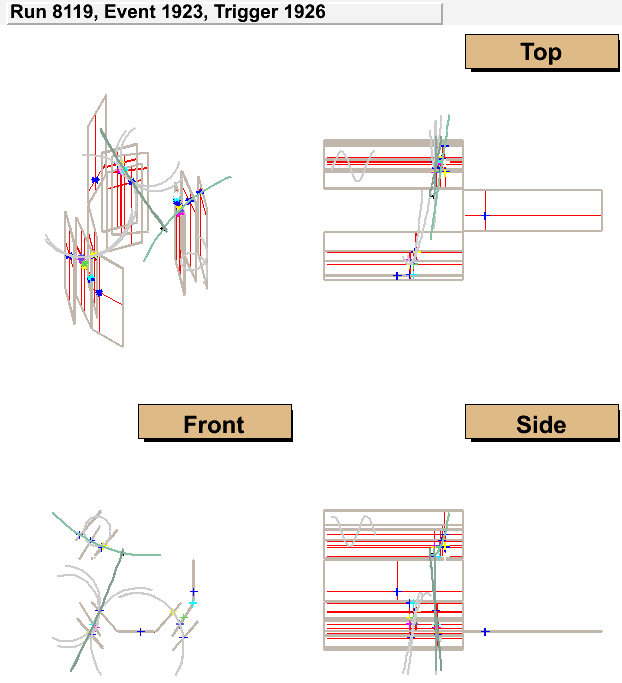 Run 8119, Event 1923, Trigger 1926
Top
Front
Side